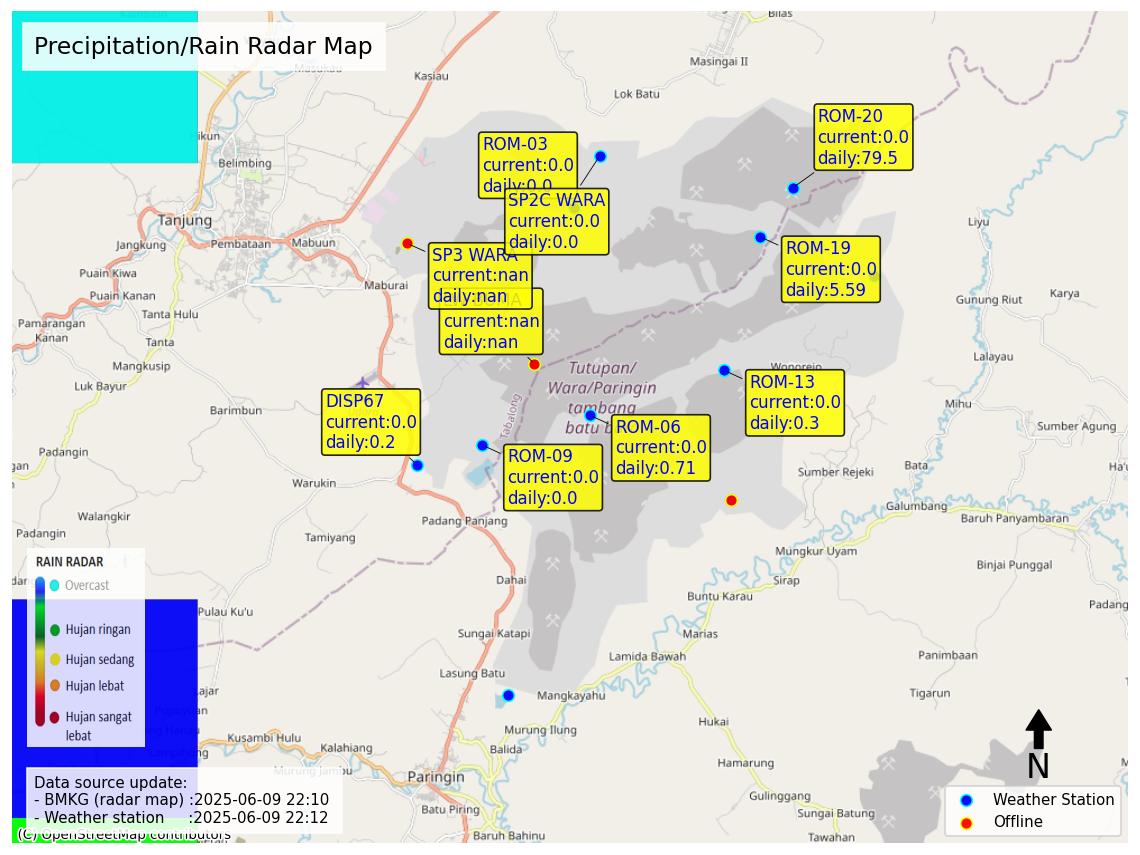 Precipitation/Rain Radar Map
Bilas
Masingai II
Kasiau
Lok Batu
Hikun
Belimbing
Tanjung
Jangkung
Pembataan
Mabuun
Puain Kiwa
Maburai
Puain Kanan
Tanta Hulu
Pamarangan
Kanan
Tanta
Mangkusip
Luk Bayur
Barimbun
Padangin
Warukin
Walangkir
Padangin
Tamiyang
Padang Panjang
Dahai
Pulau Ku'u
Sungai Katapi
Lasung Batu
Mangkayahu
Murung Ilung
Kusambi Hulu
Kalahiang
Balida
Paringin
Batu Piring
Baruh Bahinu
Liyu
Gunung Riut
Karya
Lalayau
Mihu
Sumber Agung
Bata
Sumber Rejeki
Galumbang
Baruh Panyambaran
Mungkur Uyam
Binjai Punggal
Sirap
Buntu Karau
Padang
Marias
Lamida Bawah
Panimbaan
Tigarun
Hukai
Hamarung
Gulinggang
Sungai Batung
Tawahan
Wonorejo
Tabalong
Tutupan/
Wara/Paringin
tambang
batu b
ROM-03
current:0.0
daily:0.0
SP2C WARA
current:0.0
daily:0.0
ROM-20
current:0.0
daily:79.5
ROM-19
current:0.0
daily:5.59
SP3 WARA
current:nan
daily:nan
current:nan
daily:nan
ROM-13
current:0.0
daily:0.3
DISP67
current:0.0
daily:0.2
ROM-06
current:0.0
daily:0.71
ROM-09
current:0.0
daily:0.0
RAIN RADAR
Overcast
Hujan ringan
Hujan sedang
Hujan lebat
Hujan sangat
lebat
Data source update:
- BMKG (radar map) :2025-06-09 22:10
- Weather station :2025-06-09 22:12
(C) OpenStreetMap contributors
N
Weather Station
Offline